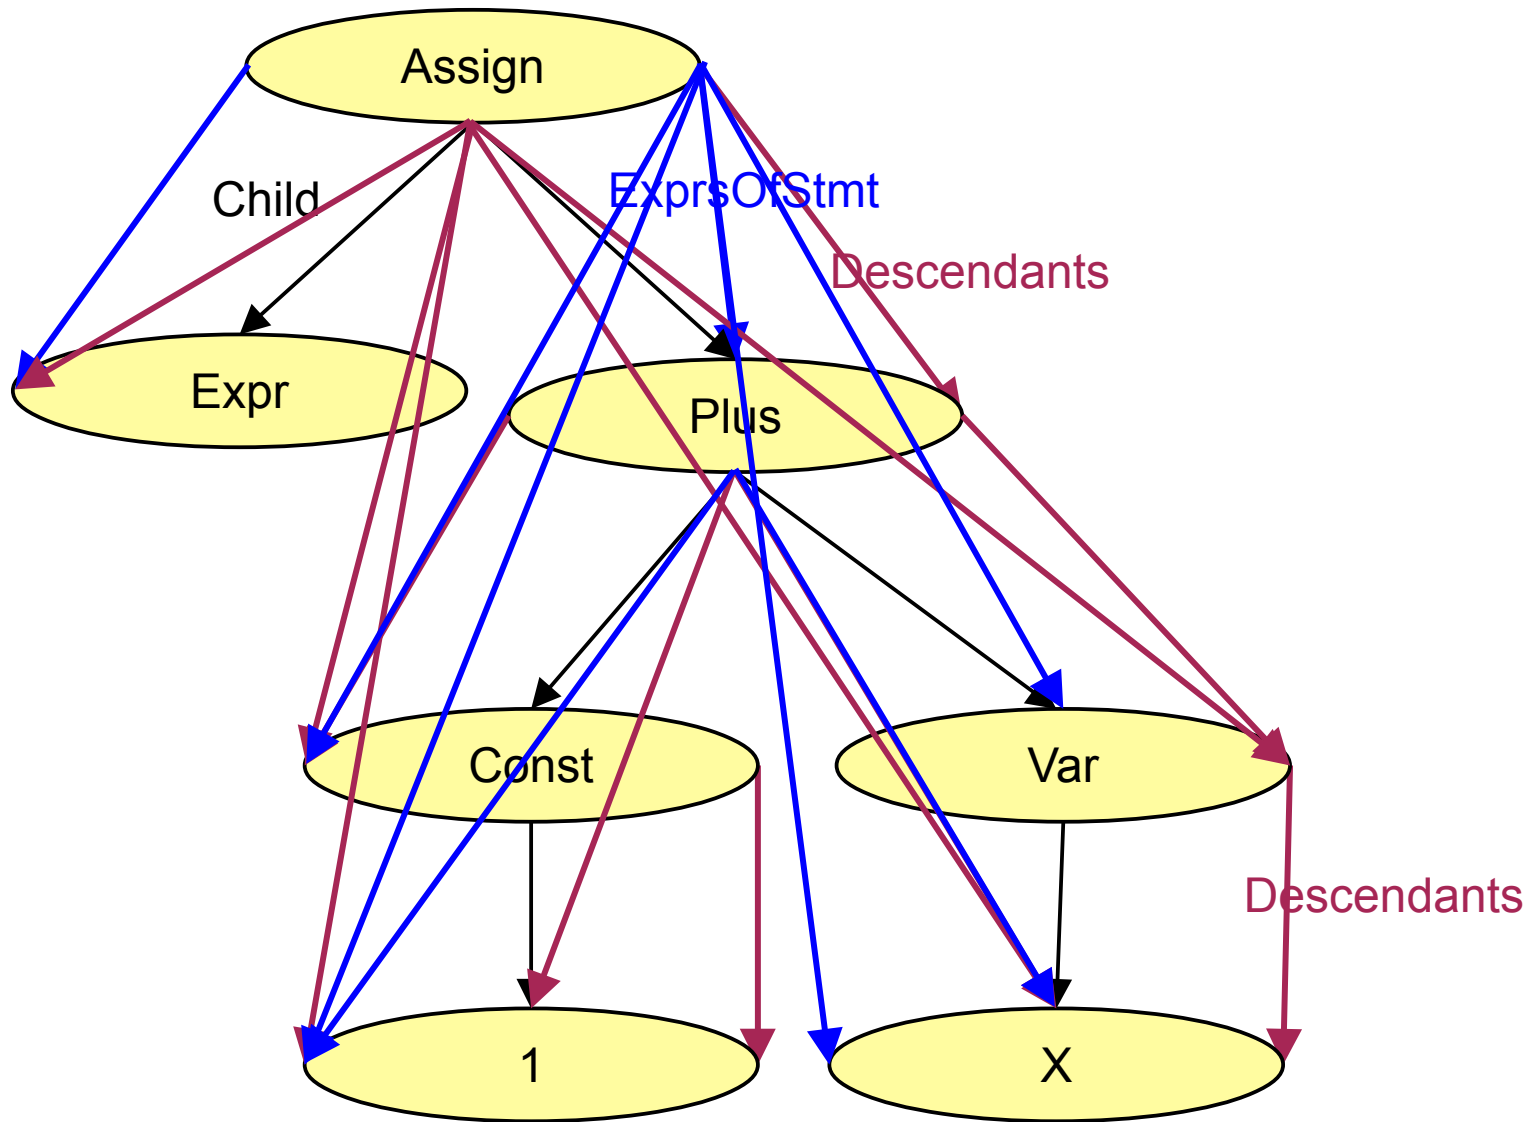 Assign
Child
ExprsOfStmt
Descendants
Expr
Plus
Const
Var
Descendants
1
X